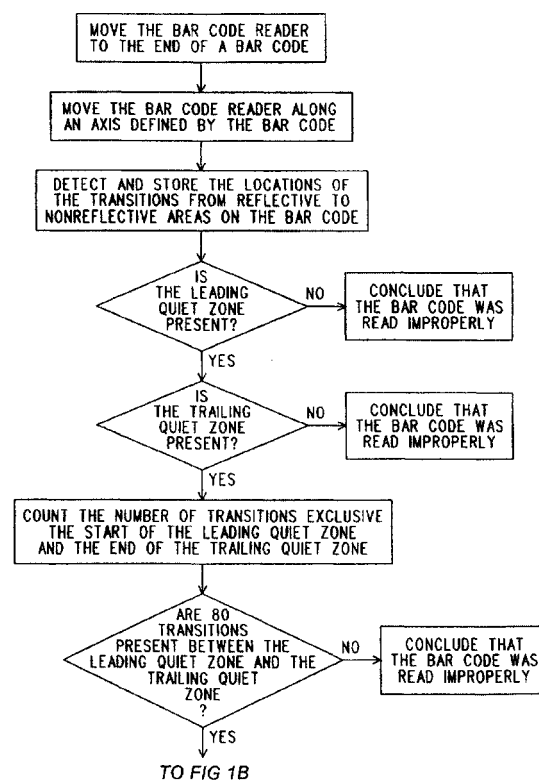 MOVE THE BAR CODE READER
TO THE END OF A BAR CODE
MOVE THE BAR CODE READER ALONG
AN AXIS DEFINED BY THE BAR CODE
DETECT AND STORE THE LOCATIONS OF
THE TRANSITIONS FROM REFLECTIVE TO
NONREFLECTIVE AREAS ON THE BAR CODE
IS
THE LEADING
QUIET ZONE
PRESENT?
NO
CONCLUDE THAT
THE BAR CODE WAS
READ IMPROPERLY
YES
IS
THE TRAILING
QUIET ZONE
PRESENT?
NO
CONCLUDE THAT
THE BAR CODE WAS
READ IMPROPERLY
YES
COUNT THE NUMBER OF TRANSITIONS EXCLUSIVE
THE START OF THE LEADING QUIET ZONE
AND THE END OF THE TRAILING QUIET ZONE
ARE 80
TRANSITIONS
PRESENT BETWEEN THE
LEADING QUIET ZONE AND THE
TRAILING QUIET
ZONE
?
NO
CONCLUDE THAT
THE BAR CODE WAS
READ IMPROPERLY
YES
TO FIG 1B